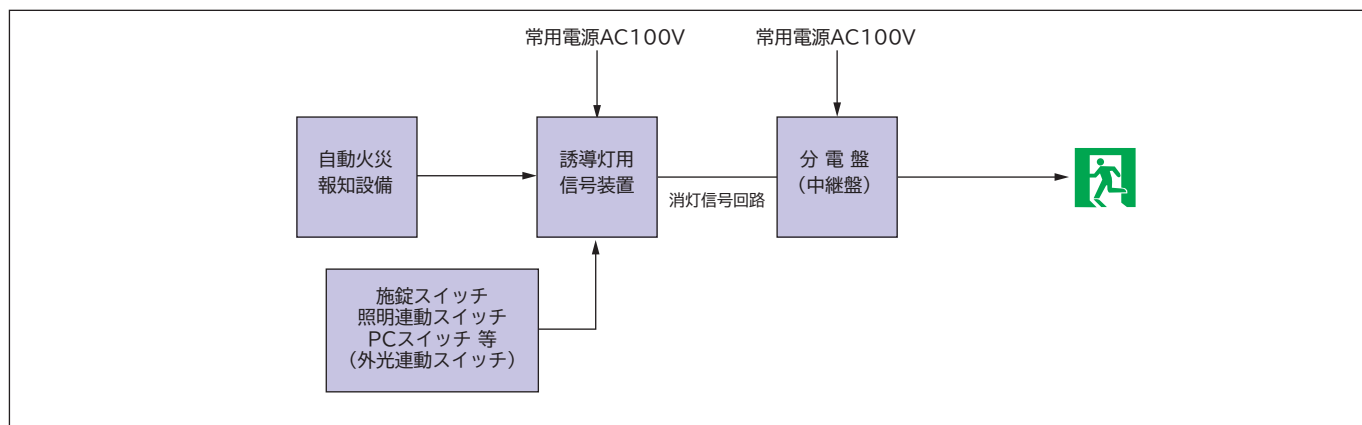 常用電源AC100V
常用電源AC100V
自動火災
報知設備
誘導灯用
信号装置
消灯信号回路
分 電 盤
（中継盤）
施錠スイッチ
照明連動スイッチ
PCスイッチ 等
（外光連動スイッチ）